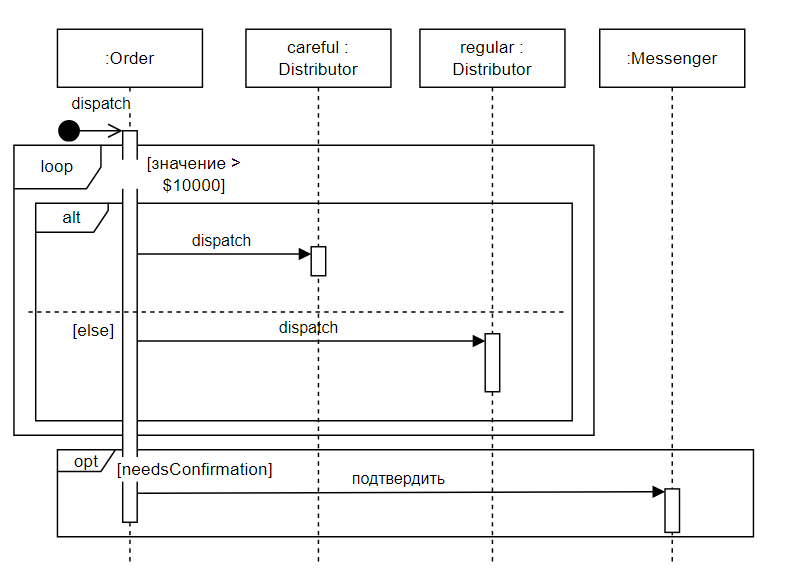 :Order
careful :
Distributor
regular :
Distributor
:Messenger
dispatch
loop
[значение >
$10000]
alt
dispatch
[else]
dispatch
opt
[needsConfirmation]
подтвердить